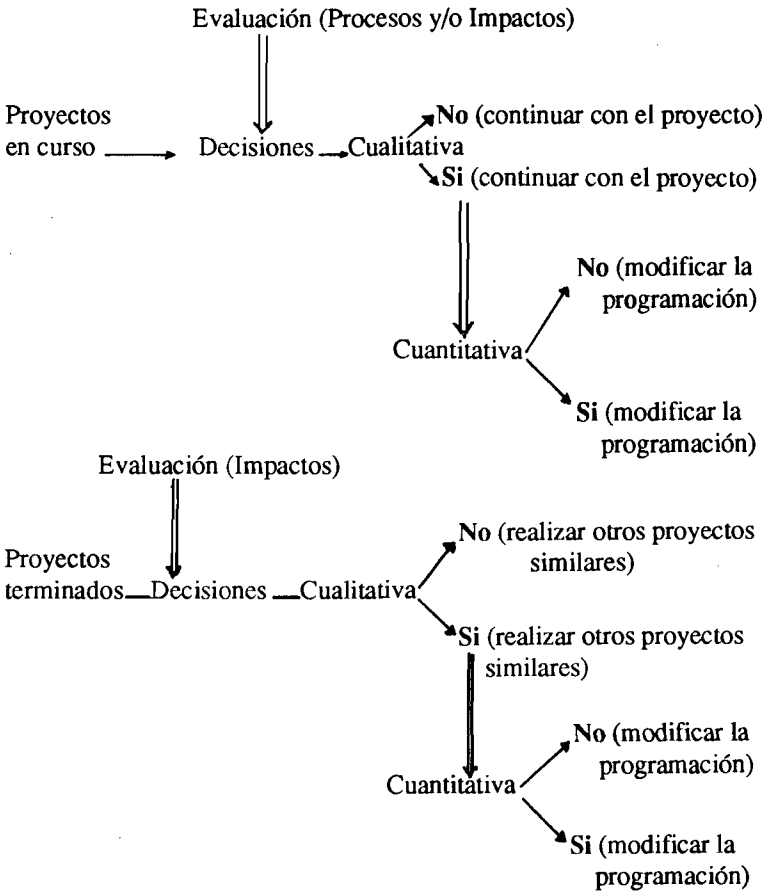 Evaluación (Procesos y/o Impactos)
Proyectos
en curso
Decisiones
Cualitativa
No (continuar con el proyecto)
Si (continuar con el proyecto)
Cuantitativa
No (modificar la
programación)
Si (modificar la
programación)
Evaluación (Impactos)
Proyectos
terminados
Decisiones
Cualitativa
No (realizar otros proyectos
similares)
Si (realizar otros proyectos
similares)
Cuantitativa
No (modificar la
programación)
Si (modificar la
programación)